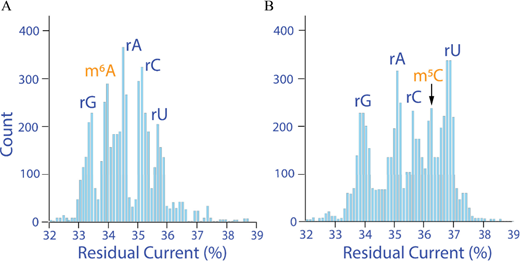 A
400
300
200
100
0
Count
rG
m⁶A
rA
rC
rU
32 33 34 35 36 37 38 39
Residual Current (%)
B
400
300
200
100
0
rG
rA
rC
m⁵C
rU
32 33 34 35 36 37 38 39
Residual Current (%)